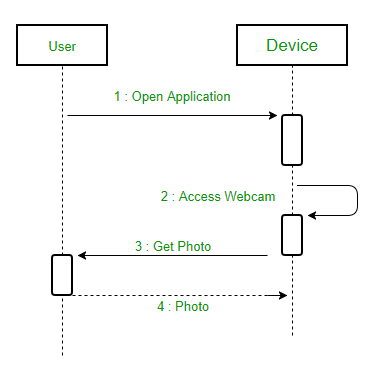 User
Device
1 : Open Application
2 : Access Webcam
3 : Get Photo
4 : Photo